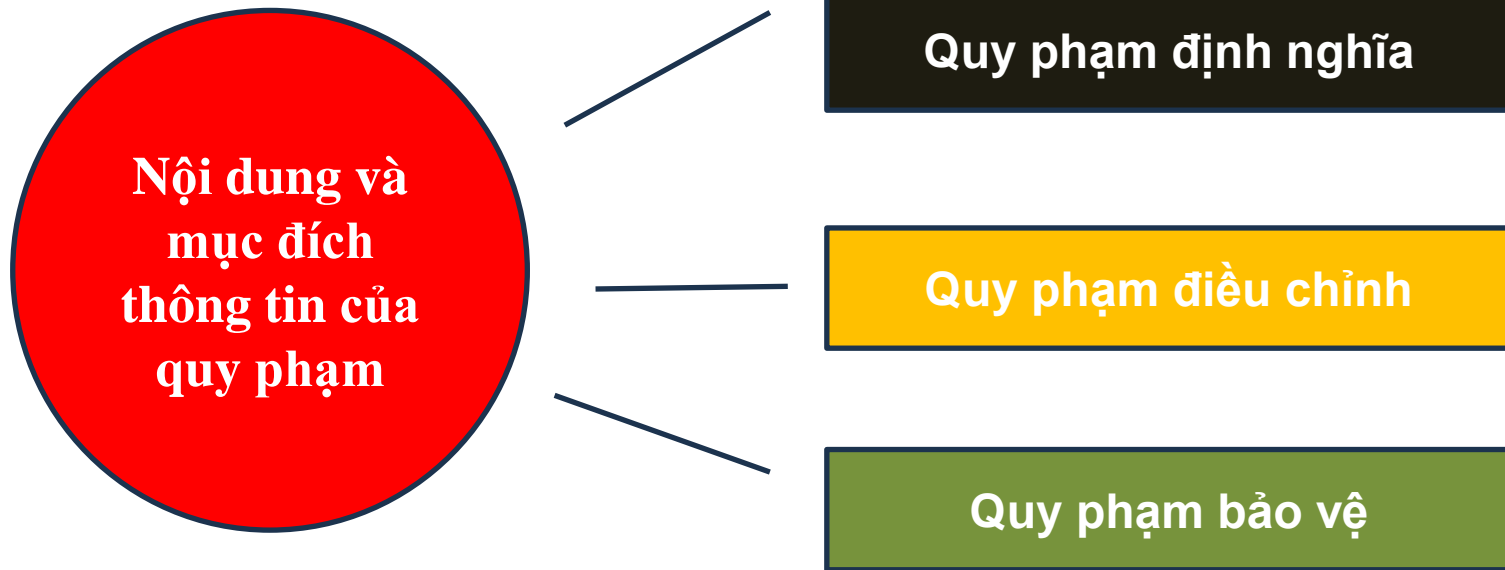 Nội dung và
mục đích
thông tin của
quy phạm
Quy phạm định nghĩa
Quy phạm điều chỉnh
Quy phạm bảo vệ